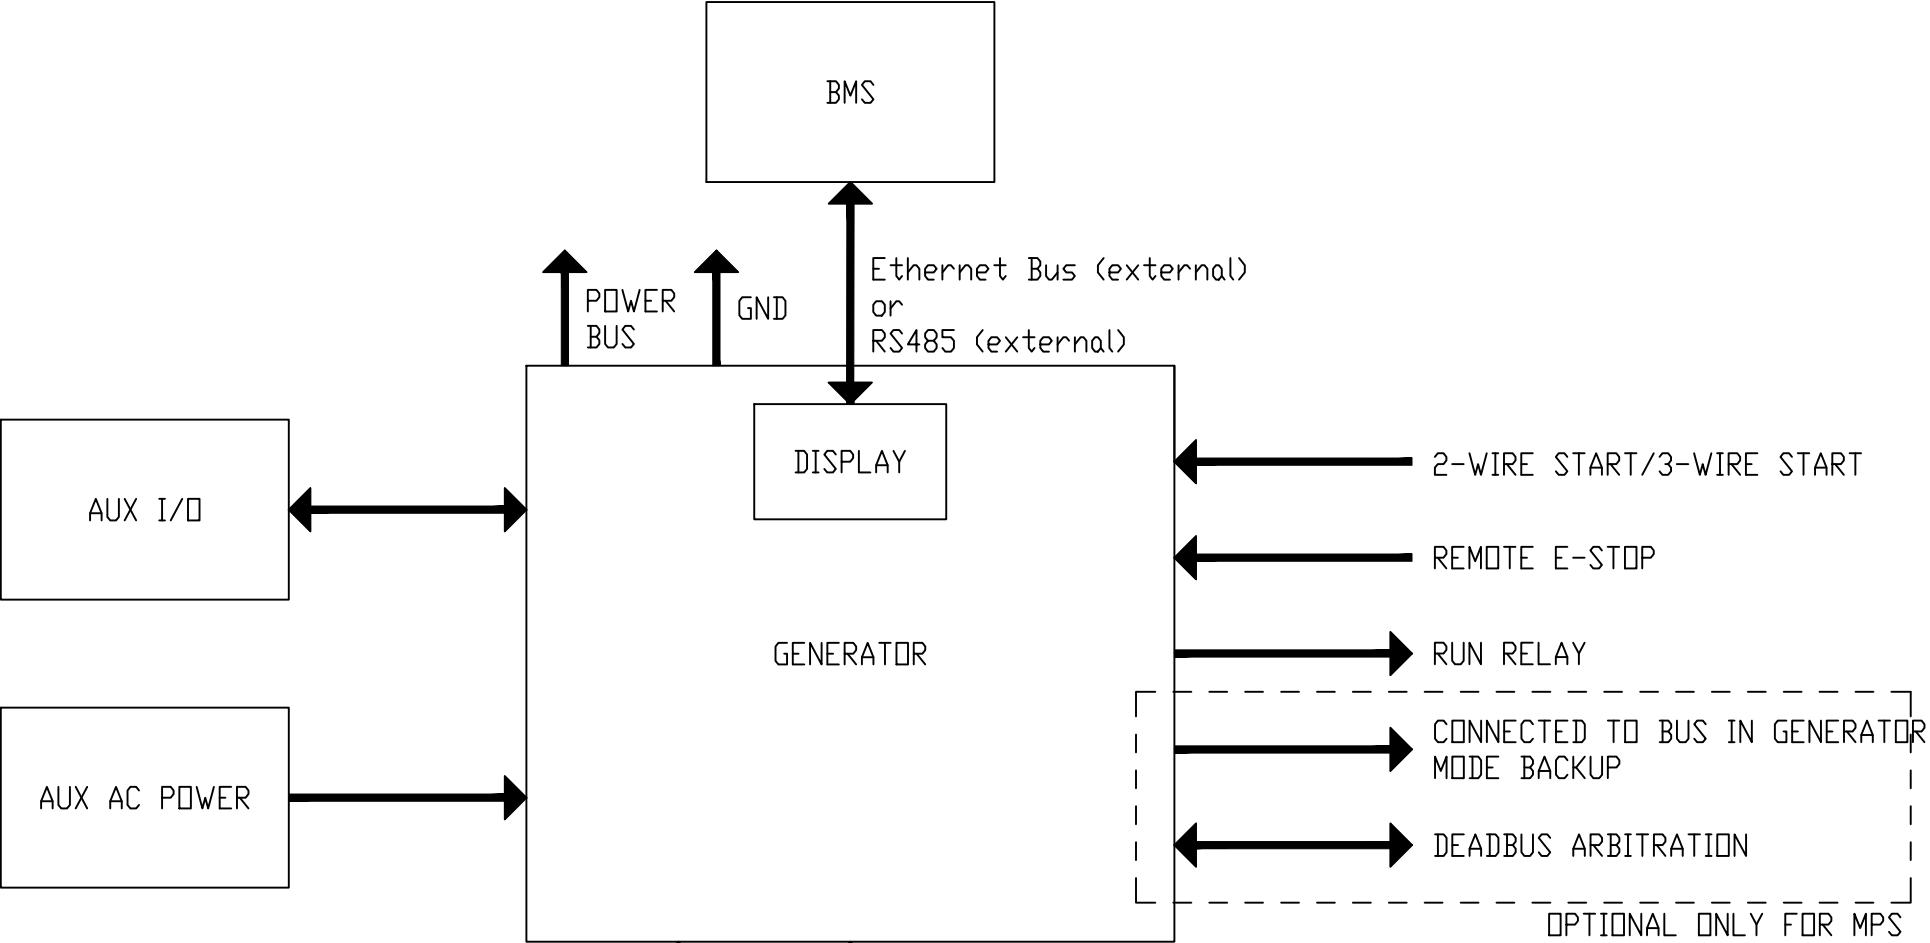 BMS
Ethernet Bus (external)
or
RS485 (external)
POWER
BUS
GND
DISPLAY
AUX I/O
2-WIRE START/3-WIRE START
REMOTE E-STOP
GENERATOR
RUN RELAY
CONNECTED TO BUS IN GENERATOR
MODE BACKUP
AUX AC POWER
DEADBUS ARBITRATION
OPTIONAL ONLY FOR MPS